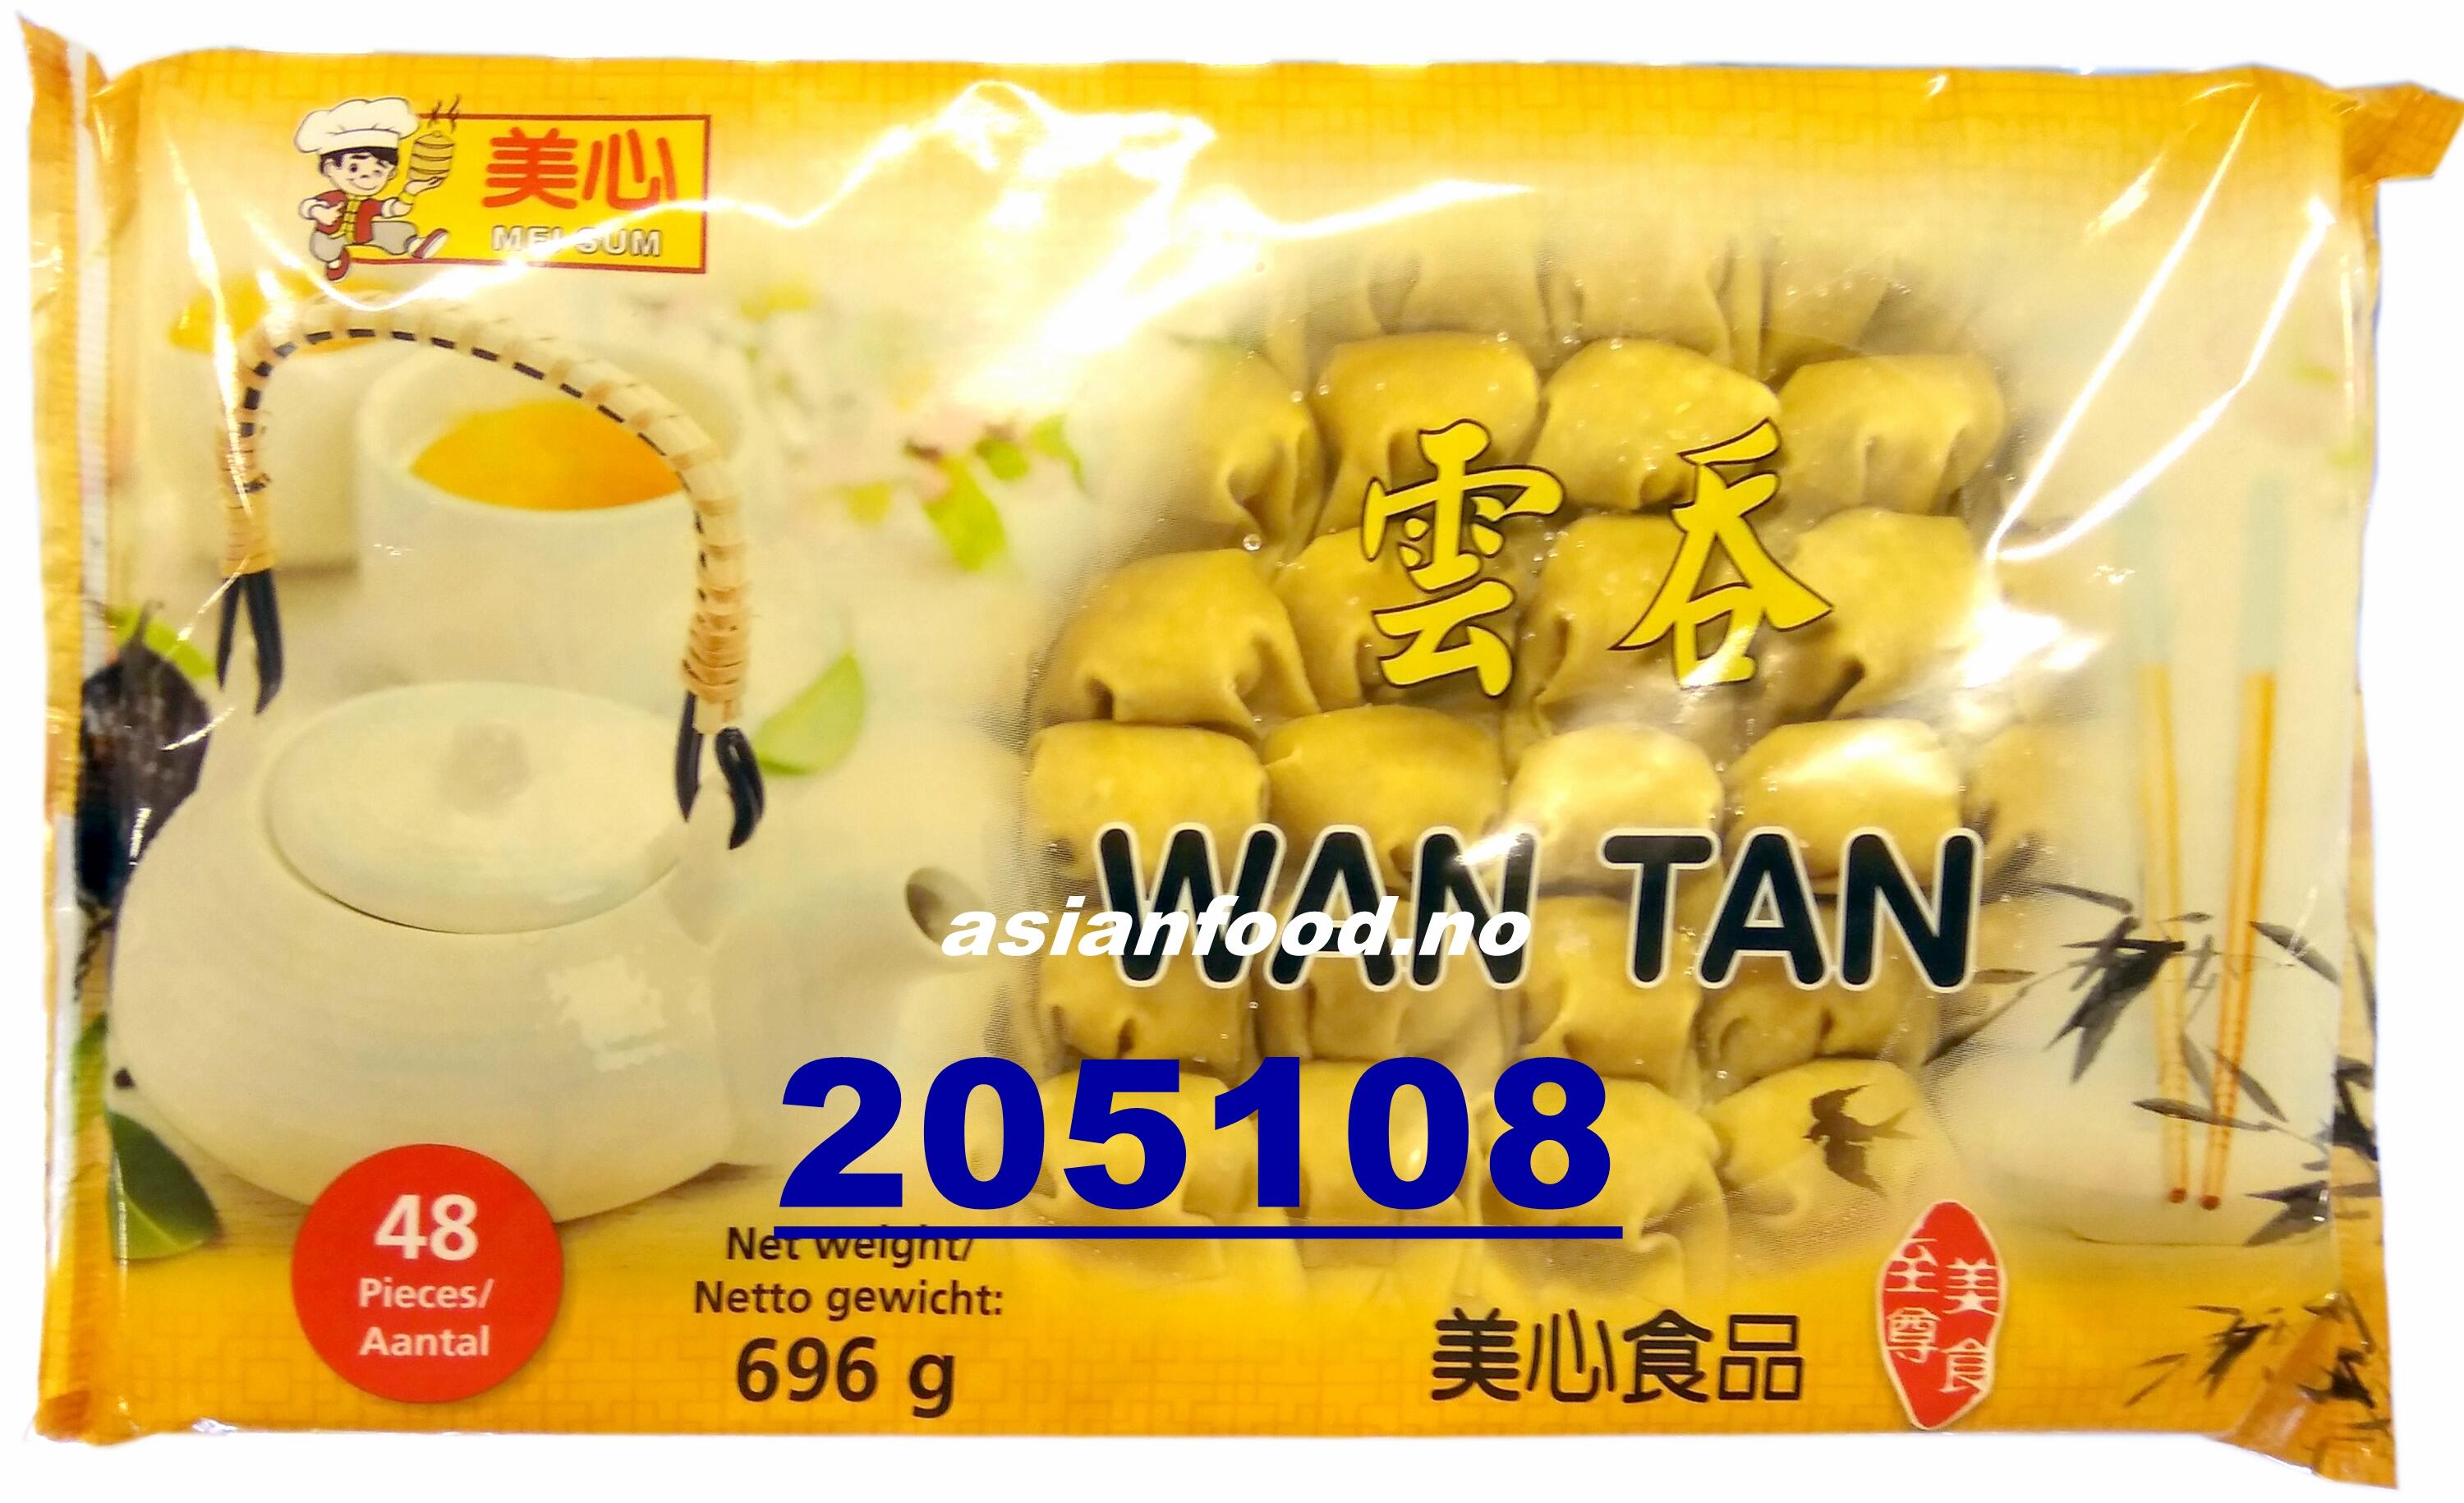 美心
MEI SUM
雲吞
WAN TAN
asianfood.no
205108
48
Pieces/
Aantal
Net weight/
Netto gewicht:
696 g
美心食品
美食
至尊